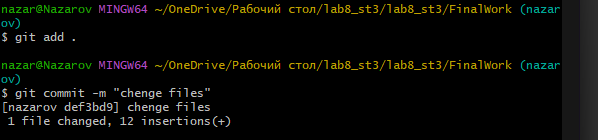 nazar@Nazarov MINGW64 ~/OneDrive/Рабочий стол/lab8_st3/lab8_st3/FinalWork (nazar
ov)
$ git add .
nazar@Nazarov MINGW64 ~/OneDrive/Рабочий стол/lab8_st3/lab8_st3/FinalWork (nazar
ov)
$ git commit -m "chenge files"
[nazarov def3bd9] chenge files
 1 file changed, 12 insertions(+)